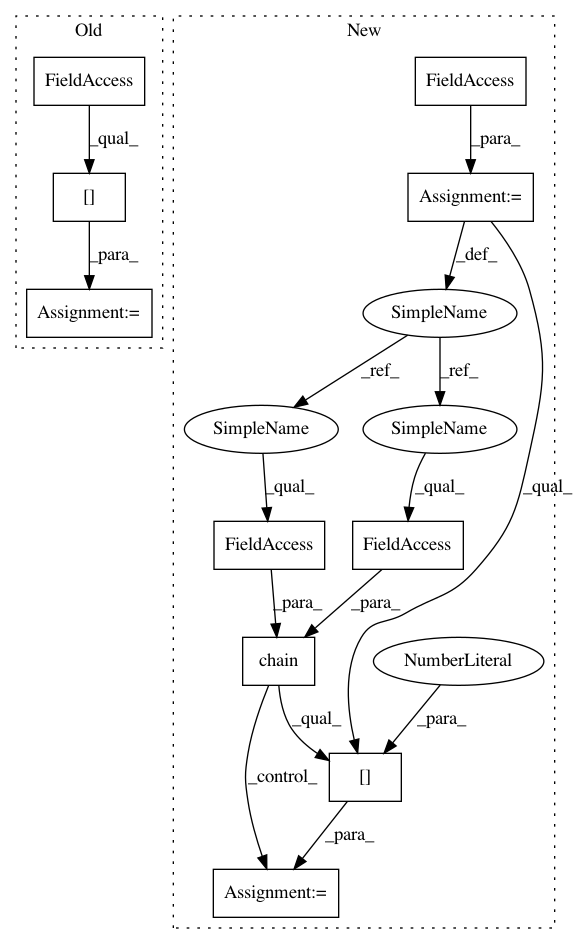 Old
New
FieldAccess
FieldAccess
_qual_
_para_
[]
Assignment:=
_para_
_def_
Assignment:=
SimpleName
_ref_
_ref_
SimpleName
SimpleName
_qual_
_qual_
_qual_
FieldAccess
FieldAccess
_para_
_para_
chain
NumberLiteral
_qual_
_para_
_control_
[]
_para_
Assignment:=